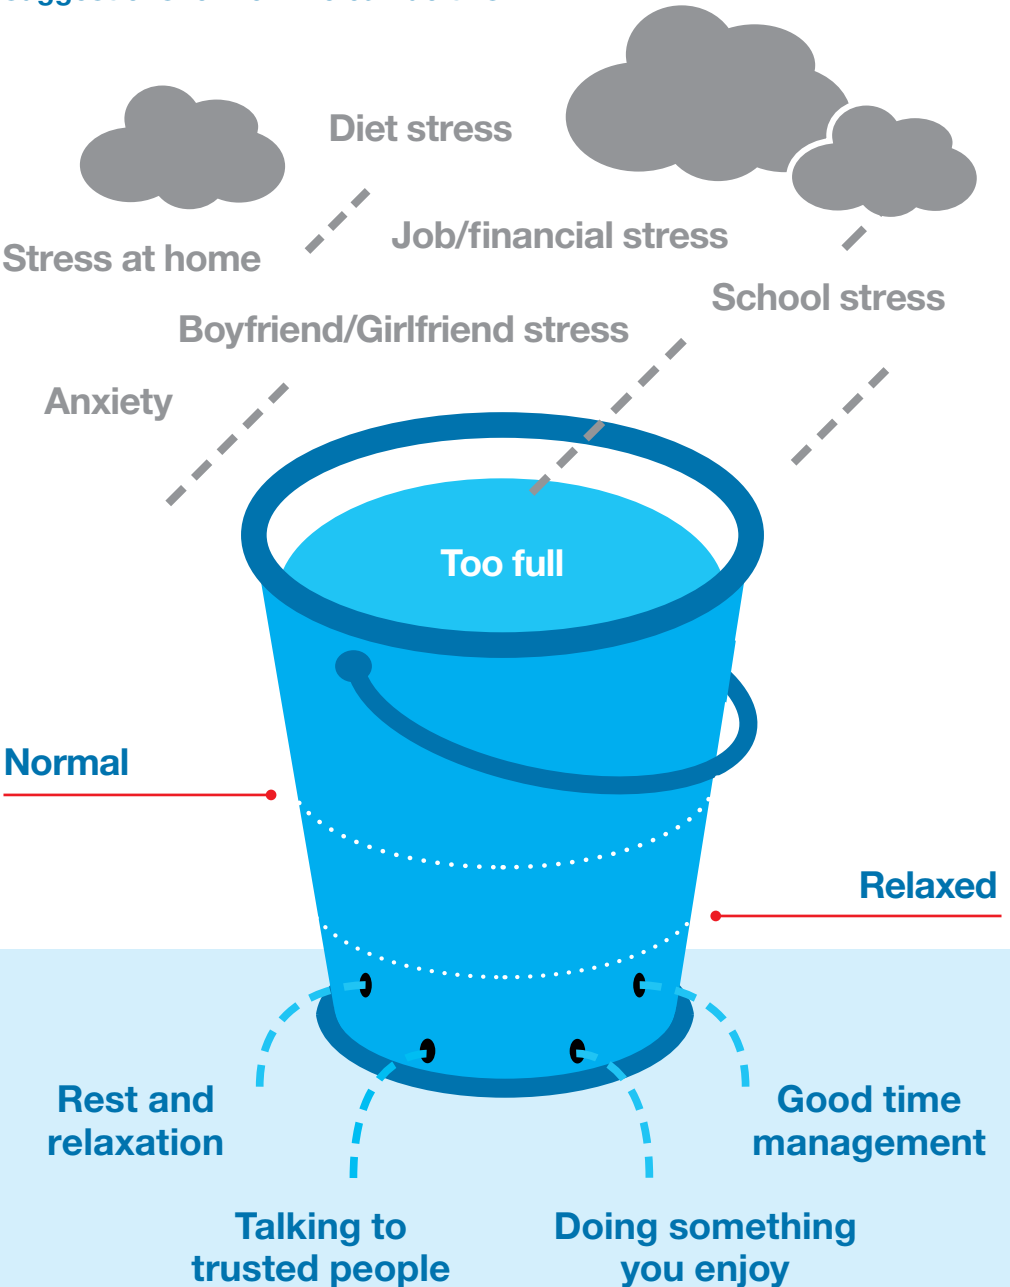 Diet stress
Job/financial stress
Stress at home
School stress
Boyfriend/Girlfriend stress
Anxiety
Too full
Normal
Relaxed
Rest and
relaxation
Good time
management
Talking to
trusted people
Doing something
you enjoy